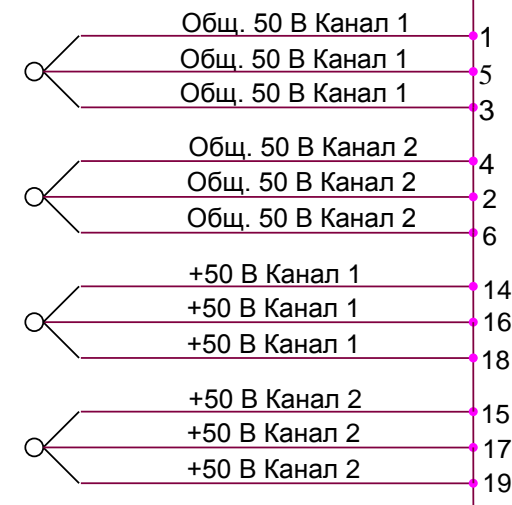 Общ. 50 В Канал 1 1
Общ. 50 В Канал 1 5
Общ. 50 В Канал 1 3
Общ. 50 В Канал 2 4
Общ. 50 В Канал 2 2
Общ. 50 В Канал 2 6
+50 В Канал 1 14
+50 В Канал 1 16
+50 В Канал 1 18
+50 В Канал 2 15
+50 В Канал 2 17
+50 В Канал 2 19